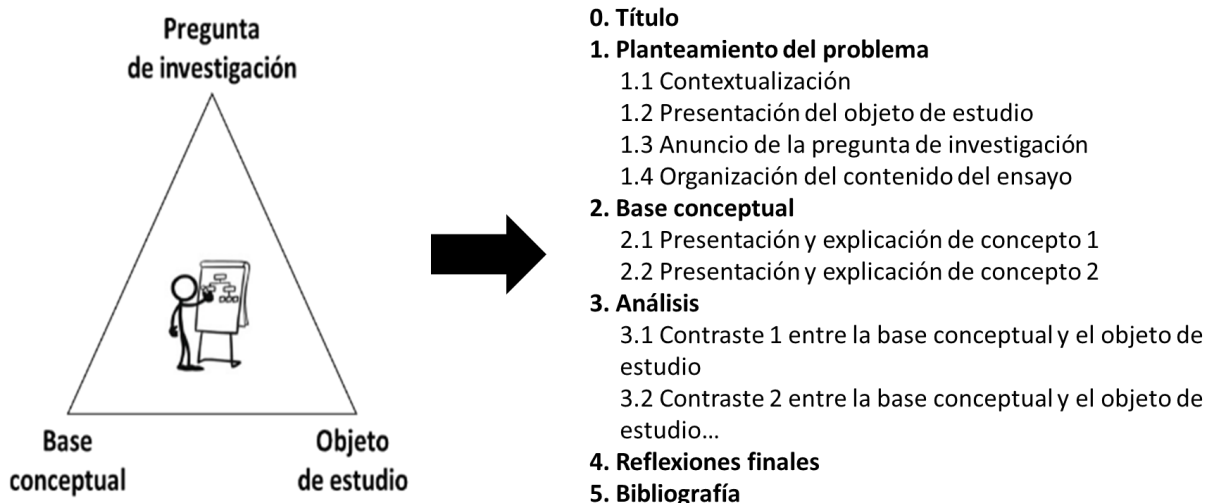 Pregunta
de investigación
Base
conceptual
Objeto
de estudio
0. Título
1. Planteamiento del problema
1.1 Contextualización
1.2 Presentación del objeto de estudio
1.3 Anuncio de la pregunta de investigación
1.4 Organización del contenido del ensayo
2. Base conceptual
2.1 Presentación y explicación de concepto 1
2.2 Presentación y explicación de concepto 2
3. Análisis
3.1 Contraste 1 entre la base conceptual y el objeto de
estudio
3.2 Contraste 2 entre la base conceptual y el objeto de
estudio…
4. Reflexiones finales
5. Bibliografía